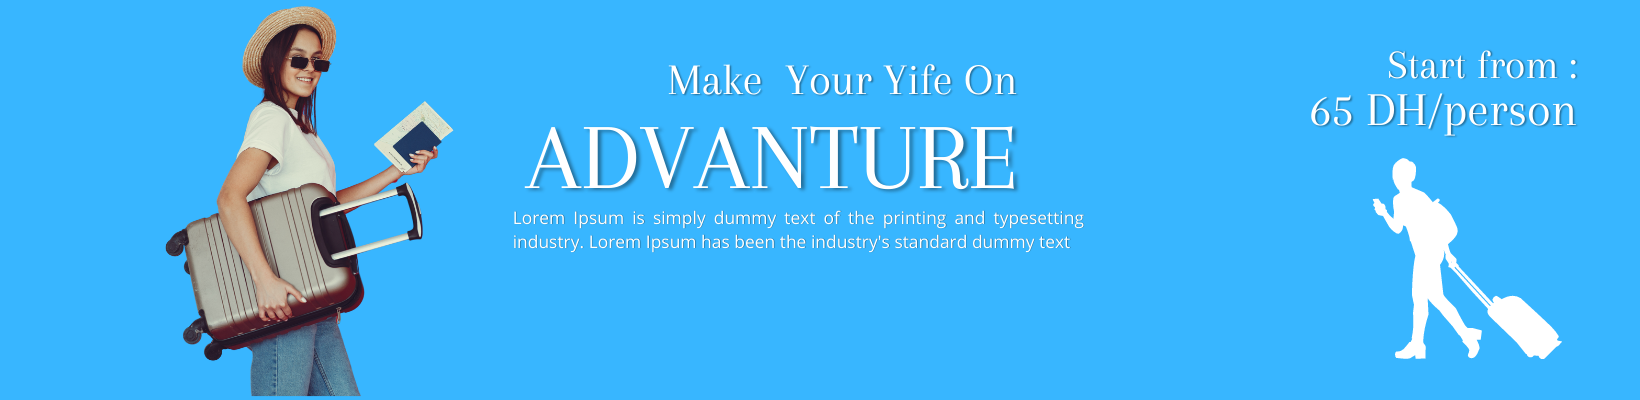 Make Your Yife On
ADVANTURE
Lorem Ipsum is simply dummy text of the printing and typesetting
industry. Lorem Ipsum has been the industry's standard dummy text
Start from :
65 DH/person